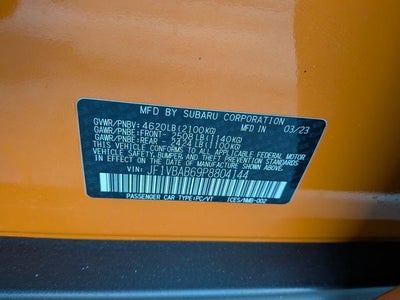 MFD BY SUBARU CORPORATION
GVWR/PNBV: 4620LB(2100KG) MADE IN 03/23
GAWR/PNBE:FRONT- 2508LB(1140KG)
GAWR/PNBE:REAR - 2424LB(1100KG)
THIS VEHICLE CONFORMS TO ALL APPLICABLE FEDERAL MOTOR
VEHICLE SAFETY, BUMPER AND THEFT PREVENTION STANDARDS
IN EFFECT ON THE DATE OF MANUFACTURE SHOWN ABOVE.
VIN: JF1VBAB69P8804144
PASSENGER CAR TYPE:PC/VT ICES/NMB-002